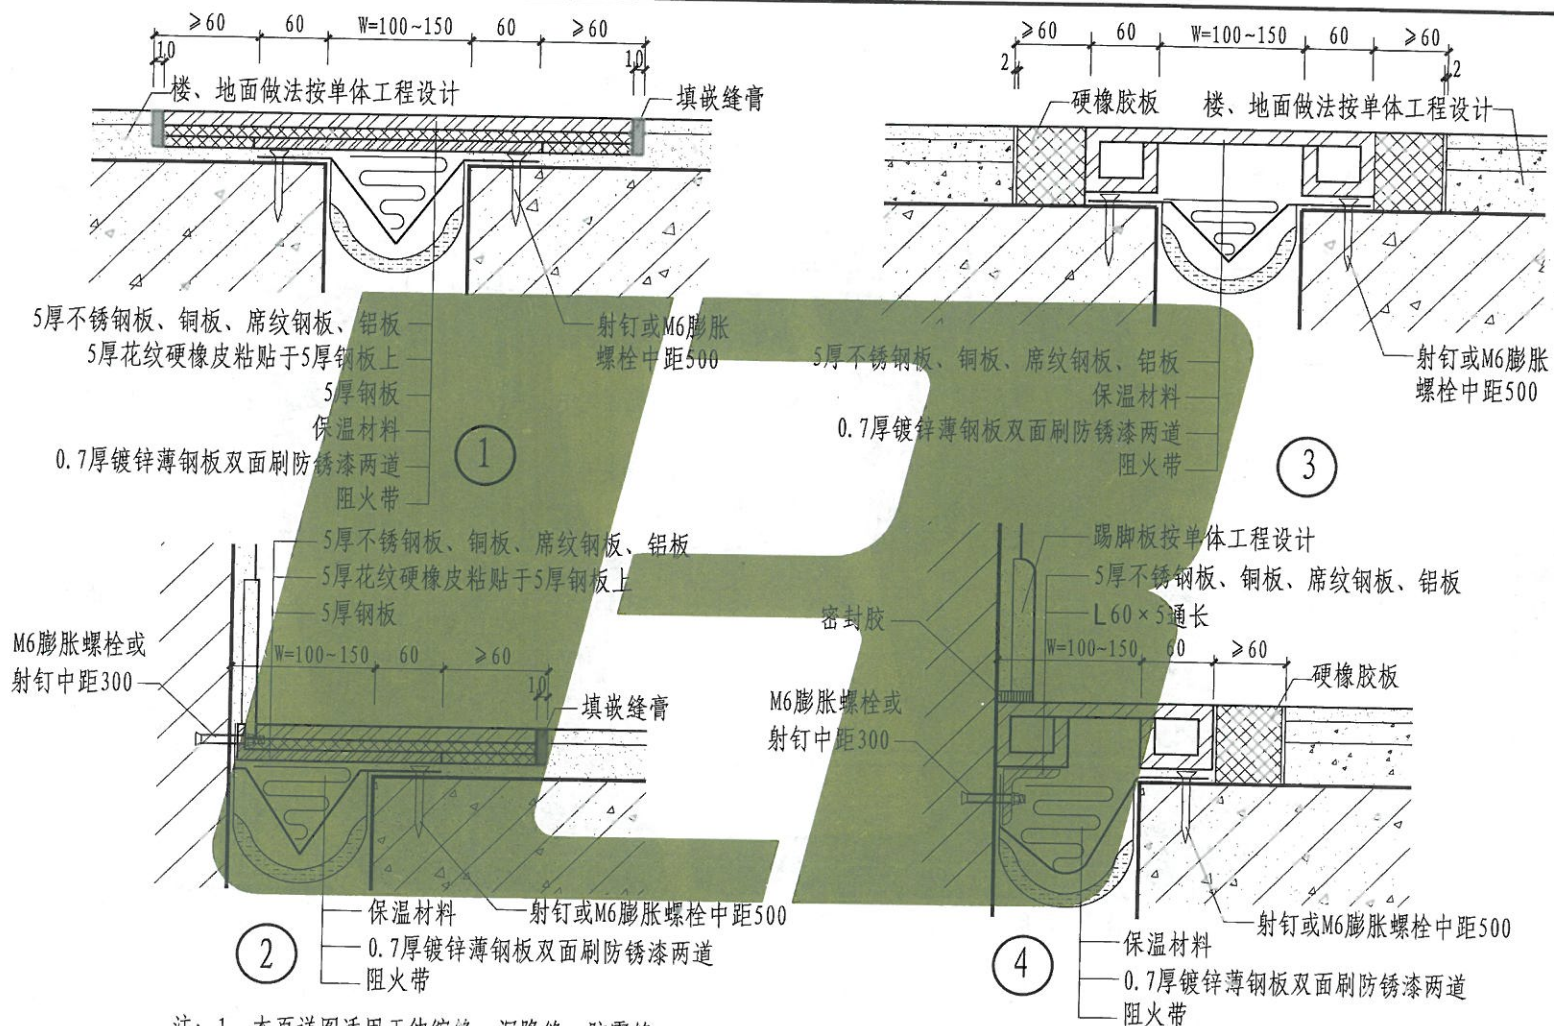 ≥60 60 W=100~150 60 ≥60
10 10
楼、地面做法按单体工程设计
填嵌缝膏
5厚不锈钢板、铜板、席纹钢板、铝板
5厚花纹硬橡皮粘贴于5厚钢板上
5厚钢板
保温材料
0.7厚镀锌薄钢板双面刷防锈漆两道
阻火带
射钉或M6膨胀
螺栓中距500
1
≥60 60 W=100~150 60 ≥60
2 2
硬橡胶板
楼、地面做法按单体工程设计
5厚不锈钢板、铜板、席纹钢板、铝板
保温材料
0.7厚镀锌薄钢板双面刷防锈漆两道
阻火带
射钉或M6膨胀
螺栓中距500
3
5厚不锈钢板、铜板、席纹钢板、铝板
5厚花纹硬橡皮粘贴于5厚钢板上
5厚钢板
M6膨胀螺栓或
射钉中距300
W=100~150 60 ≥60
10
填嵌缝膏
保温材料
射钉或M6膨胀螺栓中距500
0.7厚镀锌薄钢板双面刷防锈漆两道
阻火带
2
踢脚板按单体工程设计
5厚不锈钢板、铜板、席纹钢板、铝板
L60×5通长
密封胶
W=100~150 60 ≥60
硬橡胶板
M6膨胀螺栓或
射钉中距300
射钉或M6膨胀螺栓中距500
保温材料
0.7厚镀锌薄钢板双面刷防锈漆两道
阻火带
4
注: 1. 本页详图适用于伸缩缝、沉降缝、防震缝